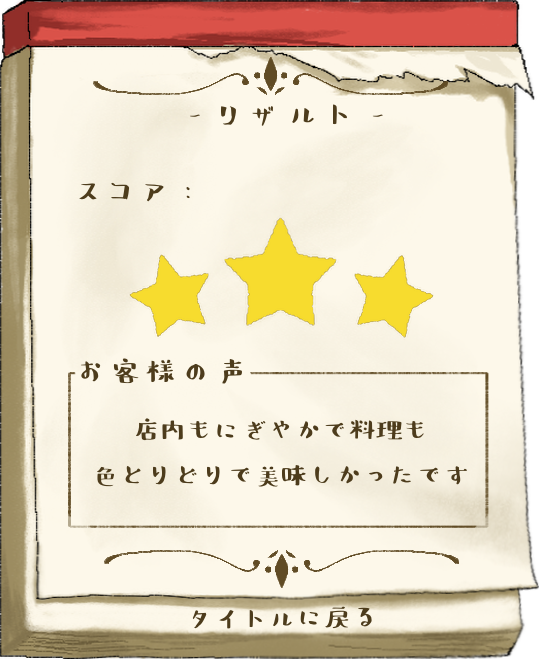 - リザルト -
スコア：
お客様の声
店内もにぎやかで料理も
色とりどりで美味しかったです
タイトルに戻る